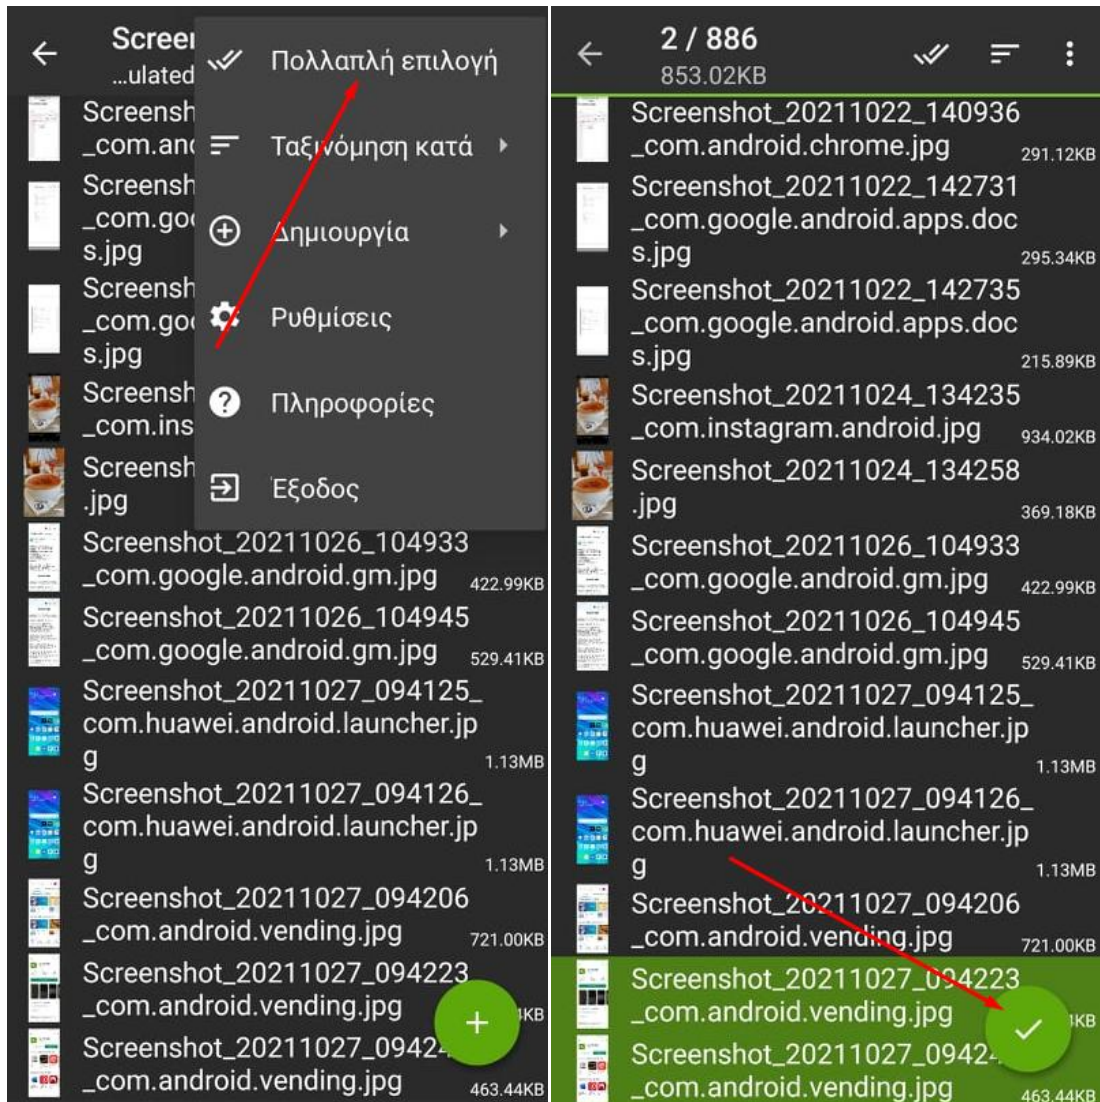 Screen
...ulated
Πολλαπλή επιλογή
Ταξινόμηση κατά
Δημιουργία
Ρυθμίσεις
Πληροφορίες
Έξοδος
Screensh
_com.and
Screensh
_com.goo
s.jpg
Screensh
_com.goo
s.jpg
Screensh
_com.ins
Screensh
.jpg
Screenshot_20211026_104933
_com.google.android.gm.jpg 422.99KB
Screenshot_20211026_104945
_com.google.android.gm.jpg 529.41KB
Screenshot_20211027_094125_
com.huawei.android.launcher.jp
g 1.13MB
Screenshot_20211027_094126_
com.huawei.android.launcher.jp
g 1.13MB
Screenshot_20211027_094206
_com.android.vending.jpg 721.00KB
Screenshot_20211027_094223
_com.android.vending.jpg KB
Screenshot_20211027_09424
_com.android.vending.jpg 463.44KB
2 / 886
853.02KB
Screenshot_20211022_140936
_com.android.chrome.jpg 291.12KB
Screenshot_20211022_142731
_com.google.android.apps.doc
s.jpg 295.34KB
Screenshot_20211022_142735
_com.google.android.apps.doc
s.jpg 215.89KB
Screenshot_20211024_134235
_com.instagram.android.jpg 934.02KB
Screenshot_20211024_134258
.jpg 369.18KB
Screenshot_20211026_104933
_com.google.android.gm.jpg 422.99KB
Screenshot_20211026_104945
_com.google.android.gm.jpg 529.41KB
Screenshot_20211027_094125_
com.huawei.android.launcher.jp
g 1.13MB
Screenshot_20211027_094126_
com.huawei.android.launcher.jp
g 1.13MB
Screenshot_20211027_094206
_com.android.vending.jpg 721.00KB
Screenshot_20211027_094223
_com.android.vending.jpg KB
Screenshot_20211027_09424
_com.android.vending.jpg 463.44KB